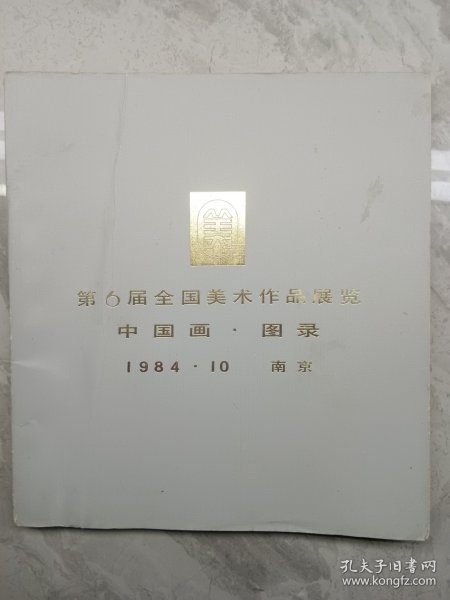 美
第6届全国美术作品展览
中国画·图录
1984·10 南京
孔夫子旧书网
www.kongfz.com